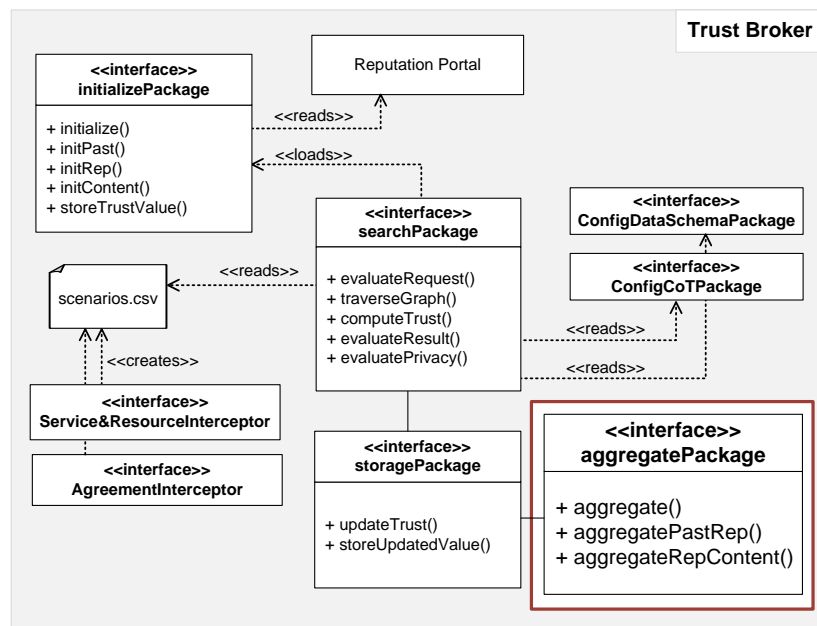 Trust Broker
<<interface>>
initializePackage
+ initialize()
+ initPast()
+ initRep()
+ initContent()
+ storeTrustValue()
Reputation Portal
<<reads>>
<<loads>>
<<interface>>
searchPackage
+ evaluateRequest()
+ traverseGraph()
+ computeTrust()
+ evaluateResult()
+ evaluatePrivacy()
<<interface>>
ConfigDataSchemaPackage
<<interface>>
ConfigCoTPackage
<<reads>>
<<reads>>
<<reads>>
scenarios.csv
<<creates>>
<<interface>>
Service&ResourceInterceptor
<<interface>>
AgreementInterceptor
<<interface>>
storagePackage
+ updateTrust()
+ storeUpdatedValue()
<<interface>>
aggregatePackage
+ aggregate()
+ aggregatePastRep()
+ aggregateRepContent()